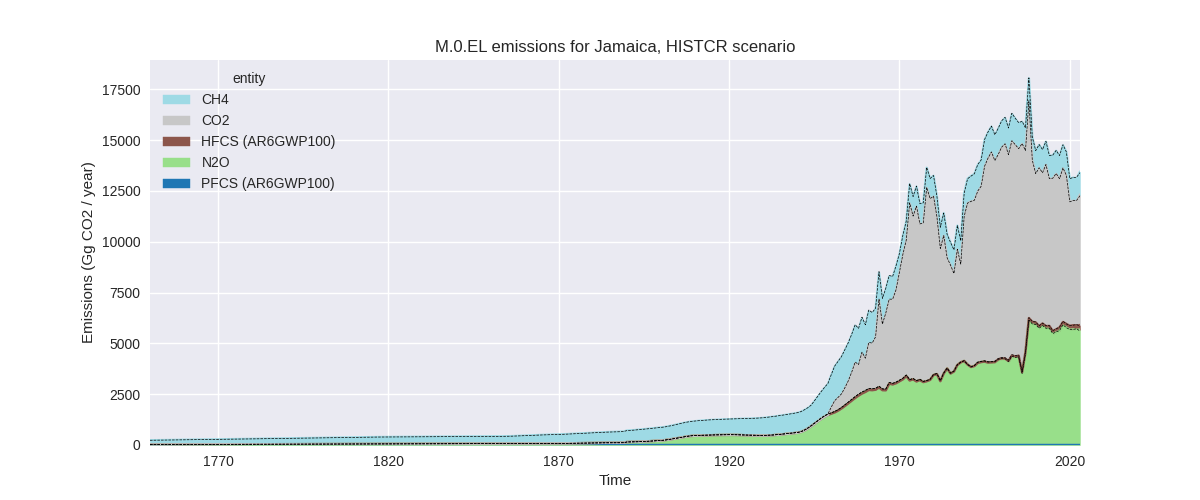 M.0.EL emissions for Jamaica, HISTCR scenario
entity
CH4
CO2
HFCS (AR6GWP100)
N2O
PFCS (AR6GWP100)
17500
15000
12500
10000
7500
5000
2500
0
Emissions (Gg CO2 / year)
1770
1820
1870
1920
1970
2020
Time